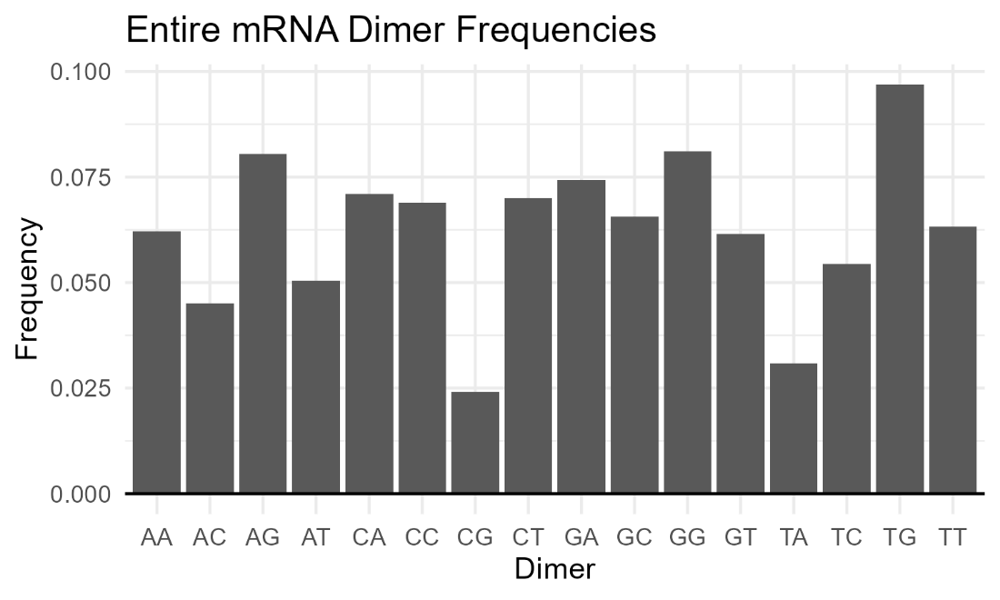 Entire mRNA Dimer Frequencies
0.100
0.075
0.050
0.025
0.000
Frequency
AA AC AG AT CA CC CG CT GA GC GG GT TA TC TG TT
Dimer